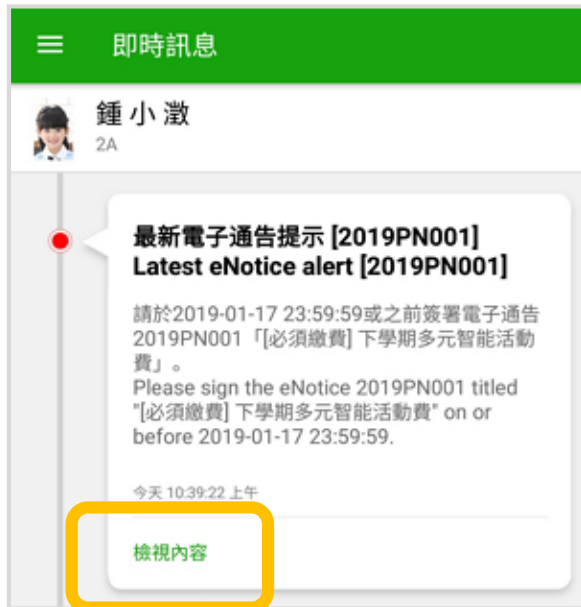 即時訊息
鍾小澂
2A
最新電子通告提示 [2019PN001]
Latest eNotice alert [2019PN001]
請於2019-01-17 23:59:59或之前簽署電子通告
2019PN001「[必須繳費] 下學期多元智能活動
費」。
Please sign the eNotice 2019PN001 titled
"[必須繳費] 下學期多元智能活動費" on or
before 2019-01-17 23:59:59.
今天 10:39:22 上午
檢視內容